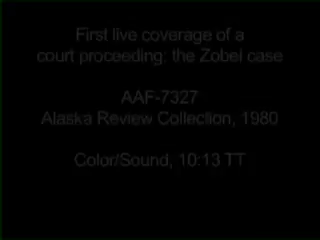 First live coverage of a
court proceeding: the Zobel case
AAF-7327
Alaska Review Collection, 1980
Color/Sound, 10:13 TT